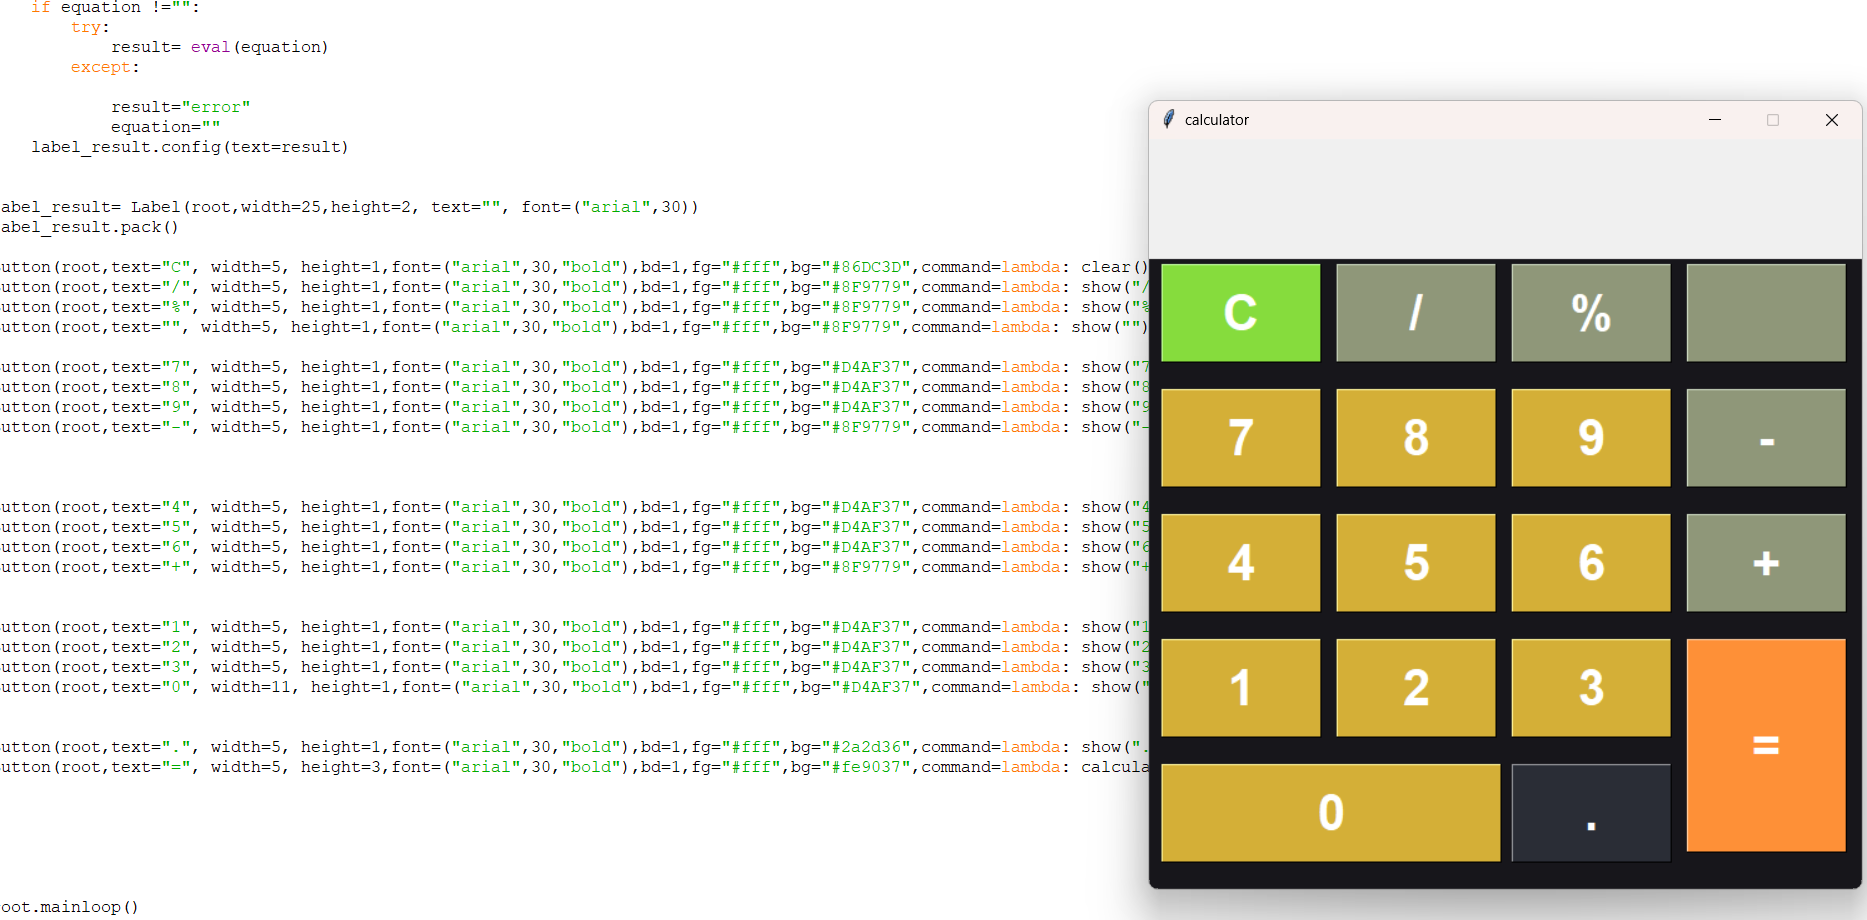 if equation !="":
try:
result= eval(equation)
except:
result="error"
equation=""
label_result.config(text=result)
abel_result= Label(root,width=25,height=2, text="", font=("arial",30))
abel_result.pack()
utton(root,text="C", width=5, height=1,font=("arial",30,"bold"),bd=1,fg="#fff",bg="#86DC3D",command=lambda: clear()
utton(root,text="/", width=5, height=1,font=("arial",30,"bold"),bd=1,fg="#fff",bg="#8F9779",command=lambda: show("/
utton(root,text="%", width=5, height=1,font=("arial",30,"bold"),bd=1,fg="#fff",bg="#8F9779",command=lambda: show("%
utton(root,text="", width=5, height=1,font=("arial",30,"bold"),bd=1,fg="#fff",bg="#8F9779",command=lambda: show("")
utton(root,text="7", width=5, height=1,font=("arial",30,"bold"),bd=1,fg="#fff",bg="#D4AF37",command=lambda: show("7
utton(root,text="8", width=5, height=1,font=("arial",30,"bold"),bd=1,fg="#fff",bg="#D4AF37",command=lambda: show("8
utton(root,text="9", width=5, height=1,font=("arial",30,"bold"),bd=1,fg="#fff",bg="#D4AF37",command=lambda: show("9
utton(root,text="-", width=5, height=1,font=("arial",30,"bold"),bd=1,fg="#fff",bg="#8F9779",command=lambda: show("-
utton(root,text="4", width=5, height=1,font=("arial",30,"bold"),bd=1,fg="#fff",bg="#D4AF37",command=lambda: show("4
utton(root,text="5", width=5, height=1,font=("arial",30,"bold"),bd=1,fg="#fff",bg="#D4AF37",command=lambda: show("5
utton(root,text="6", width=5, height=1,font=("arial",30,"bold"),bd=1,fg="#fff",bg="#D4AF37",command=lambda: show("6
utton(root,text="+", width=5, height=1,font=("arial",30,"bold"),bd=1,fg="#fff",bg="#8F9779",command=lambda: show("+
utton(root,text="1", width=5, height=1,font=("arial",30,"bold"),bd=1,fg="#fff",bg="#D4AF37",command=lambda: show("1
utton(root,text="2", width=5, height=1,font=("arial",30,"bold"),bd=1,fg="#fff",bg="#D4AF37",command=lambda: show("2
utton(root,text="3", width=5, height=1,font=("arial",30,"bold"),bd=1,fg="#fff",bg="#D4AF37",command=lambda: show("3
utton(root,text="0", width=11, height=1,font=("arial",30,"bold"),bd=1,fg="#fff",bg="#D4AF37",command=lambda: show("
utton(root,text=".", width=5, height=1,font=("arial",30,"bold"),bd=1,fg="#fff",bg="#2a2d36",command=lambda: show(".
utton(root,text="=", width=5, height=3,font=("arial",30,"bold"),bd=1,fg="#fff",bg="#fe9037",command=lambda: calcula
oot.mainloop()
calculator
C / %
7 8 9 -
4 5 6 +
1 2 3
=
0 .